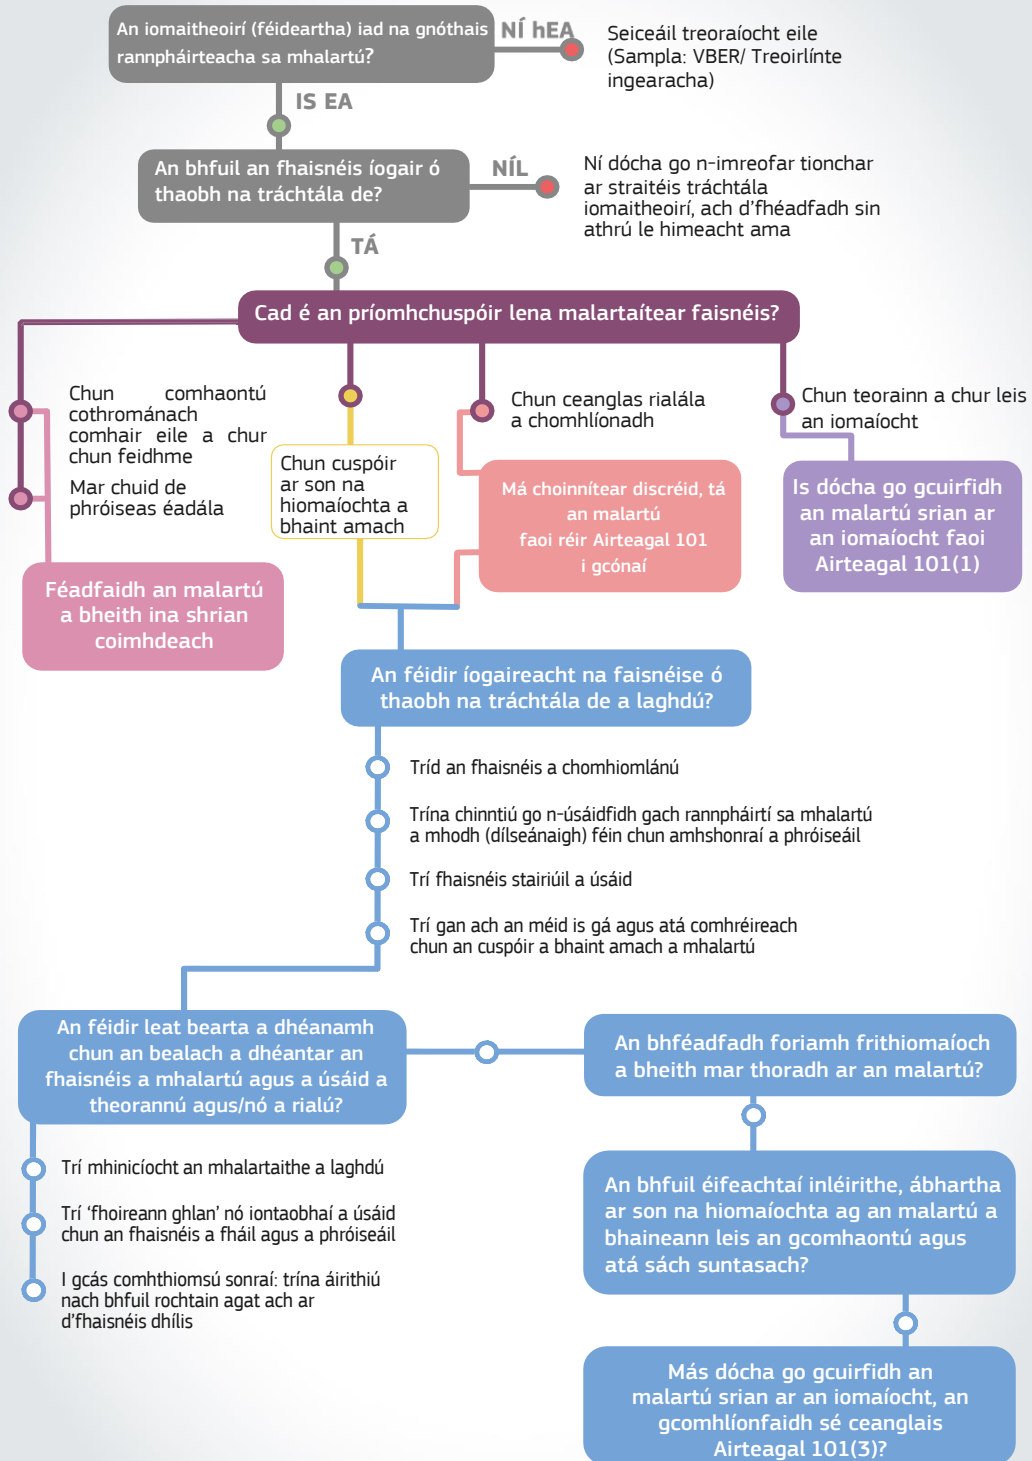 An iomaitheoirí (féideartha) iad na gnóthais
rannpháirteacha sa mhalartú?
NÍ hEA
Seiceáil treoraíocht eile
(Sampla: VBER/ Treoirlínte
ingearacha)
IS EA
An bhfuil an fhaisnéis íogair ó
thaobh na tráchtála de?
NÍL
Ní dócha go n-imreofar tionchar
ar straitéis tráchtála
iomaitheoirí, ach d'fhéadfadh sin
athrú le himeacht ama
TÁ
Cad é an príomhchuspóir lena malartaítear faisnéis?
Chun comhaontú
cothrománach
comhair eile a chur
chun feidhme
Mar chuid de
phróiseas éadála
Féadfaidh an malartú
a bheith ina shrian
coimhdeach
Chun cuspóir
ar son na
hiomaíochta a
bhaint amach
Chun ceanglas rialála
a chomhlíonadh
Má choinnítear discréid, tá
an malartú
faoi réir Airteagal 101
i gcónaí
Chun teorainn a chur leis
an iomaíocht
Is dócha go gcuirfidh
an malartú srian ar
an iomaíocht faoi
Airteagal 101(1)
An féidir íogaireacht na faisnéise ó
thaobh na tráchtála de a laghdú?
Tríd an fhaisnéis a chomhiomlánú
Trína chinntiú go n-úsáidfidh gach rannpháirtí sa mhalartú
a mhodh (dílseánaigh) féin chun amhshonraí a phróiseáil
Trí fhaisnéis stairiúil a úsáid
Trí gan ach an méid is gá agus atá comhréireach
chun an cuspóir a bhaint amach a mhalartú
An féidir leat bearta a dhéanamh
chun an bealach a dhéantar an
fhaisnéis a mhalartú agus a úsáid a
theorannú agus/nó a rialú?
Trí mhinicíocht an mhalartaithe a laghdú
Trí 'fhoireann ghlan' nó iontaobhaí a úsáid
chun an fhaisnéis a fháil agus a phróiseáil
I gcás comhthiomsú sonraí: trína áirithiú
nach bhfuil rochtain agat ach ar
d'fhaisnéis dhílis
An bhféadfadh foriamh frithiomaíoch
a bheith mar thoradh ar an malartú?
An bhfuil éifeachtaí inléirithe, ábhartha
ar son na hiomaíochta ag an malartú a
bhaineann leis an gcomhaontú agus
atá sách suntasach?
Más dócha go gcuirfidh an
malartú srian ar an iomaíocht, an
gcomhlíonfaidh sé ceanglais
Airteagal 101(3)?